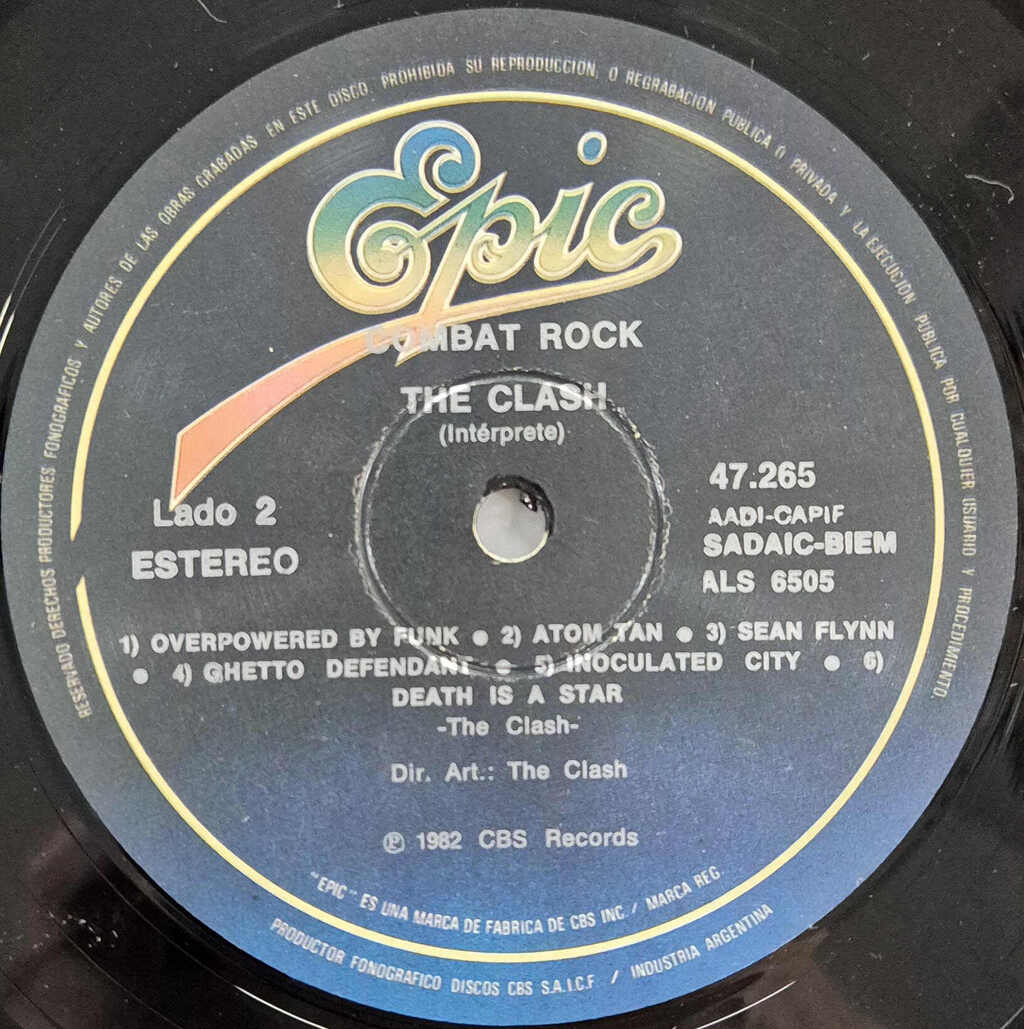 RESERVADO DERECHOS PRODUCTORES FONOGRAFICOS Y AUTORES DE LAS OBRAS GRABADAS EN ESTE DISCO. PROHIBIDA SU REPRODUCCION, O REGRABACION PUBLICA O PRIVADA Y LA EJECUCION PUBLICA POR CUALQUIER USUARIO Y PROCEDIMIENTO.
Epic
COMBAT ROCK
THE CLASH
(Intérprete)
Lado 2
ESTEREO
47.265
AADI-CAPIF
SADAIC-BIEM
ALS 6505
1) OVERPOWERED BY FUNK ● 2) ATOM TAN ● 3) SEAN FLYNN
● 4) GHETTO DEFENDANT ● 5) INOCULATED CITY ● 6)
DEATH IS A STAR
-The Clash-
Dir. Art.: The Clash
℗ 1982 CBS Records
"EPIC" ES UNA MARCA DE FABRICA DE CBS INC. / MARCA REG.
PRODUCTOR FONOGRAFICO DISCOS CBS S.A.I.C.F / INDUSTRIA ARGENTINA